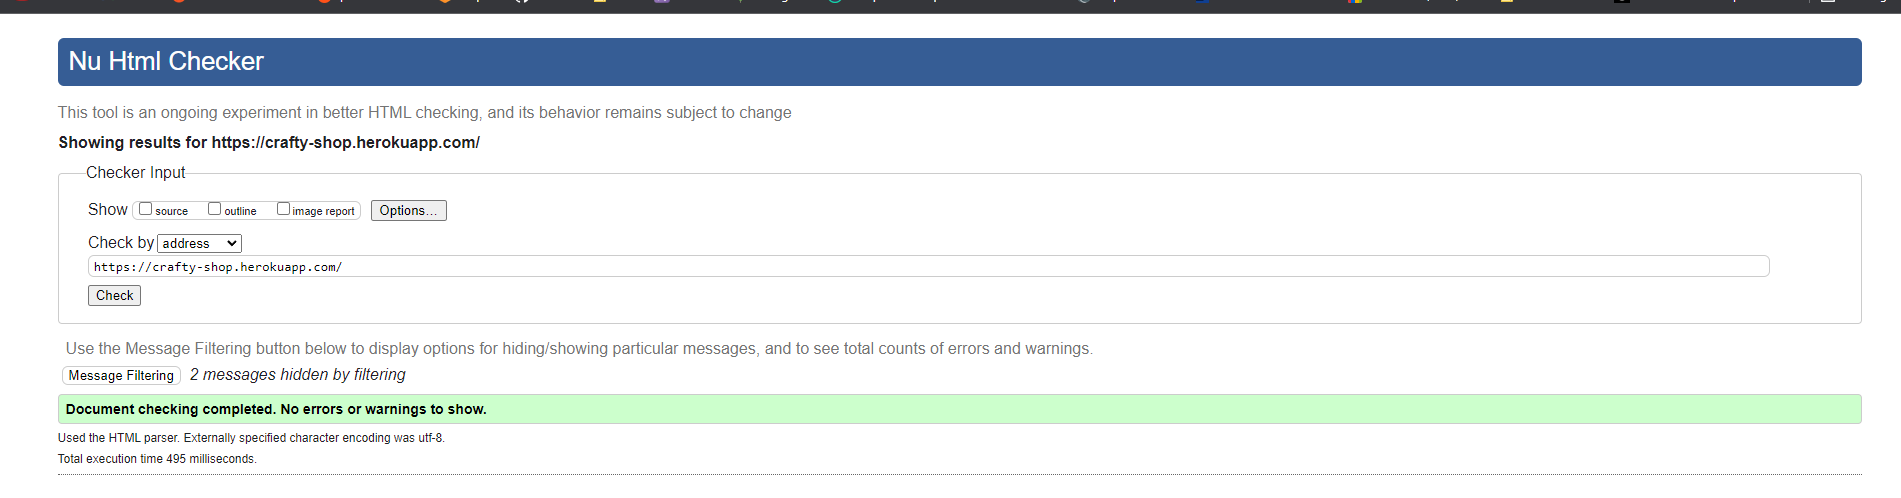 Nu Html Checker
This tool is an ongoing experiment in better HTML checking, and its behavior remains subject to change
Showing results for https://crafty-shop.herokuapp.com/
Checker Input
Show source outline image report Options...
Check by address
https://crafty-shop.herokuapp.com/
Check
Use the Message Filtering button below to display options for hiding/showing particular messages, and to see total counts of errors and warnings.
Message Filtering 2 messages hidden by filtering
Document checking completed. No errors or warnings to show.
Used the HTML parser. Externally specified character encoding was utf-8.
Total execution time 495 milliseconds.